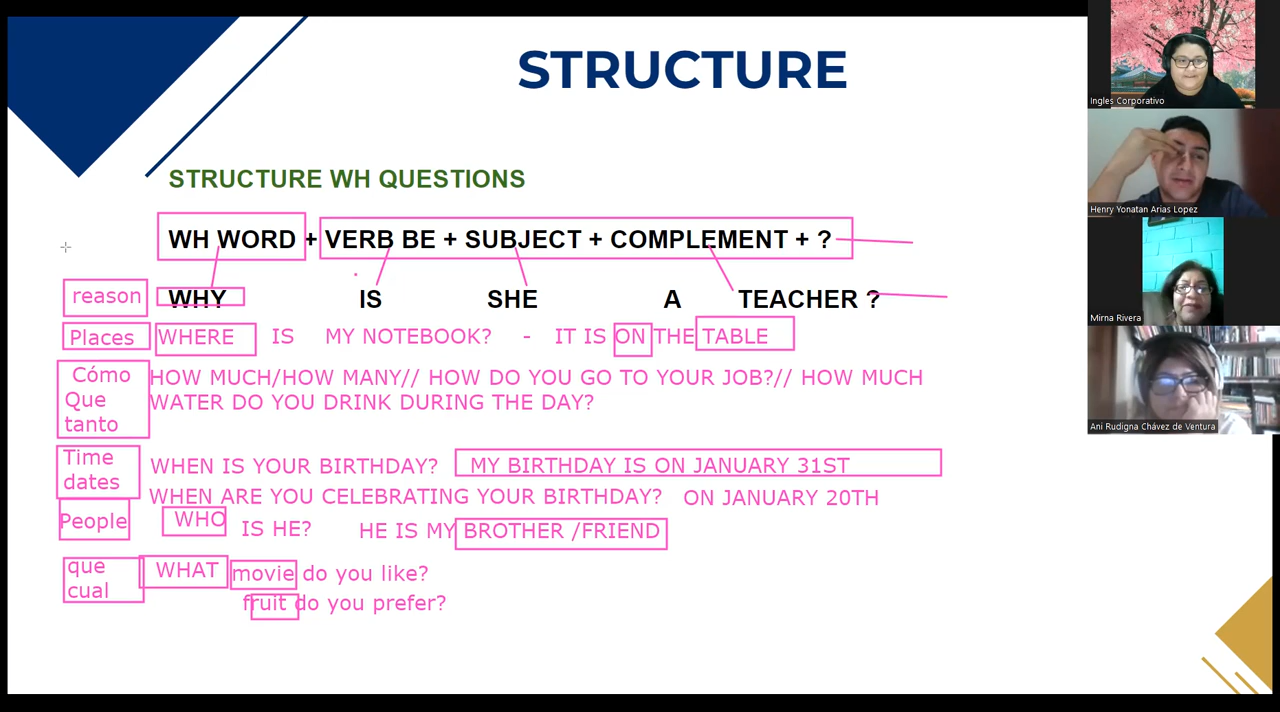 STRUCTURE
STRUCTURE WH QUESTIONS
WH WORD + VERB BE + SUBJECT + COMPLEMENT + ?
reason WHY IS SHE A TEACHER ?
Places WHERE IS MY NOTEBOOK? - IT IS ON THE TABLE
Cómo HOW MUCH/HOW MANY// HOW DO YOU GO TO YOUR JOB?// HOW MUCH
Que WATER DO YOU DRINK DURING THE DAY?
tanto
Time WHEN IS YOUR BIRTHDAY? MY BIRTHDAY IS ON JANUARY 31ST
dates
WHEN ARE YOU CELEBRATING YOUR BIRTHDAY? ON JANUARY 20TH
People WHO IS HE? HE IS MY BROTHER /FRIEND
que WHAT movie do you like?
cual
fruit do you prefer?
Ingles Corporativo
Henry Yonatan Arias Lopez
Mirna Rivera
Ani Rudigna Chávez de Ventura